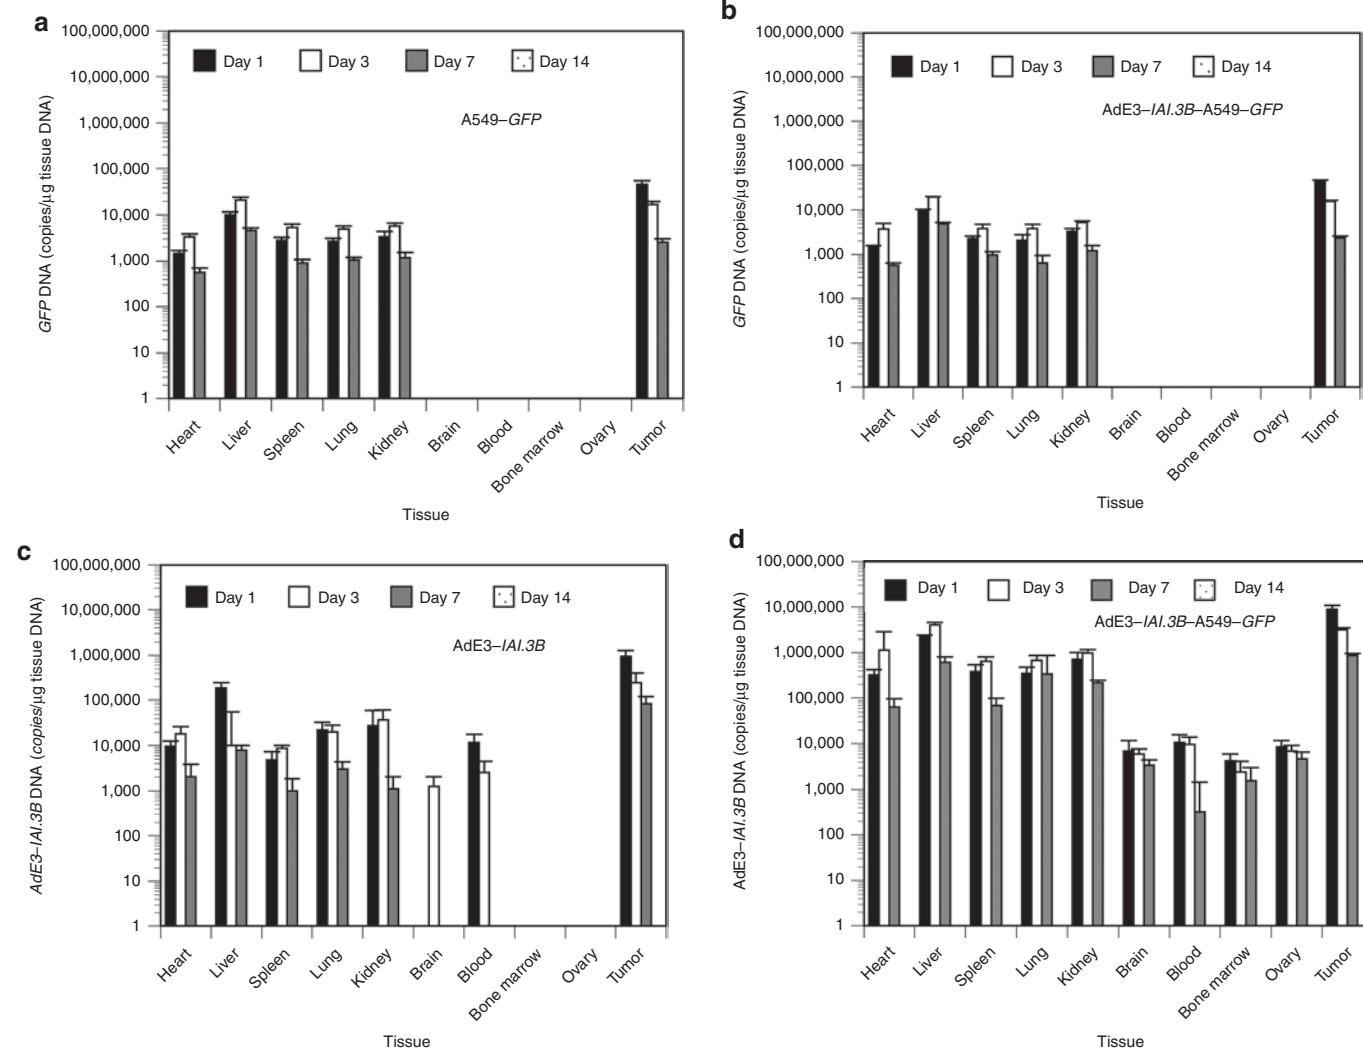 a
100,000,000
10,000,000
1,000,000
100,000
10,000
1,000
100
10
1
GFP DNA (copies/µg tissue DNA)
Day 1 Day 3 Day 7 Day 14
A549–GFP
Heart Liver Spleen Lung Kidney Brain Blood Bone marrow Ovary Tumor
Tissue
b
100,000,000
10,000,000
1,000,000
100,000
10,000
1,000
100
10
1
GFP DNA (copies/µg tissue DNA)
Day 1 Day 3 Day 7 Day 14
AdE3–IAI.3B–A549–GFP
Heart Liver Spleen Lung Kidney Brain Blood Bone marrow Ovary Tumor
Tissue
c
100,000,000
10,000,000
1,000,000
100,000
10,000
1,000
100
10
1
AdE3–IAI.3B DNA (copies/µg tissue DNA)
Day 1 Day 3 Day 7 Day 14
AdE3–IAI.3B
Heart Liver Spleen Lung Kidney Brain Blood Bone marrow Ovary Tumor
Tissue
d
100,000,000
10,000,000
1,000,000
100,000
10,000
1,000
100
10
1
AdE3–IAI.3B DNA (copies/µg tissue DNA)
Day 1 Day 3 Day 7 Day 14
AdE3–IAI.3B–A549–GFP
Heart Liver Spleen Lung Kidney Brain Blood Bone marrow Ovary Tumor
Tissue